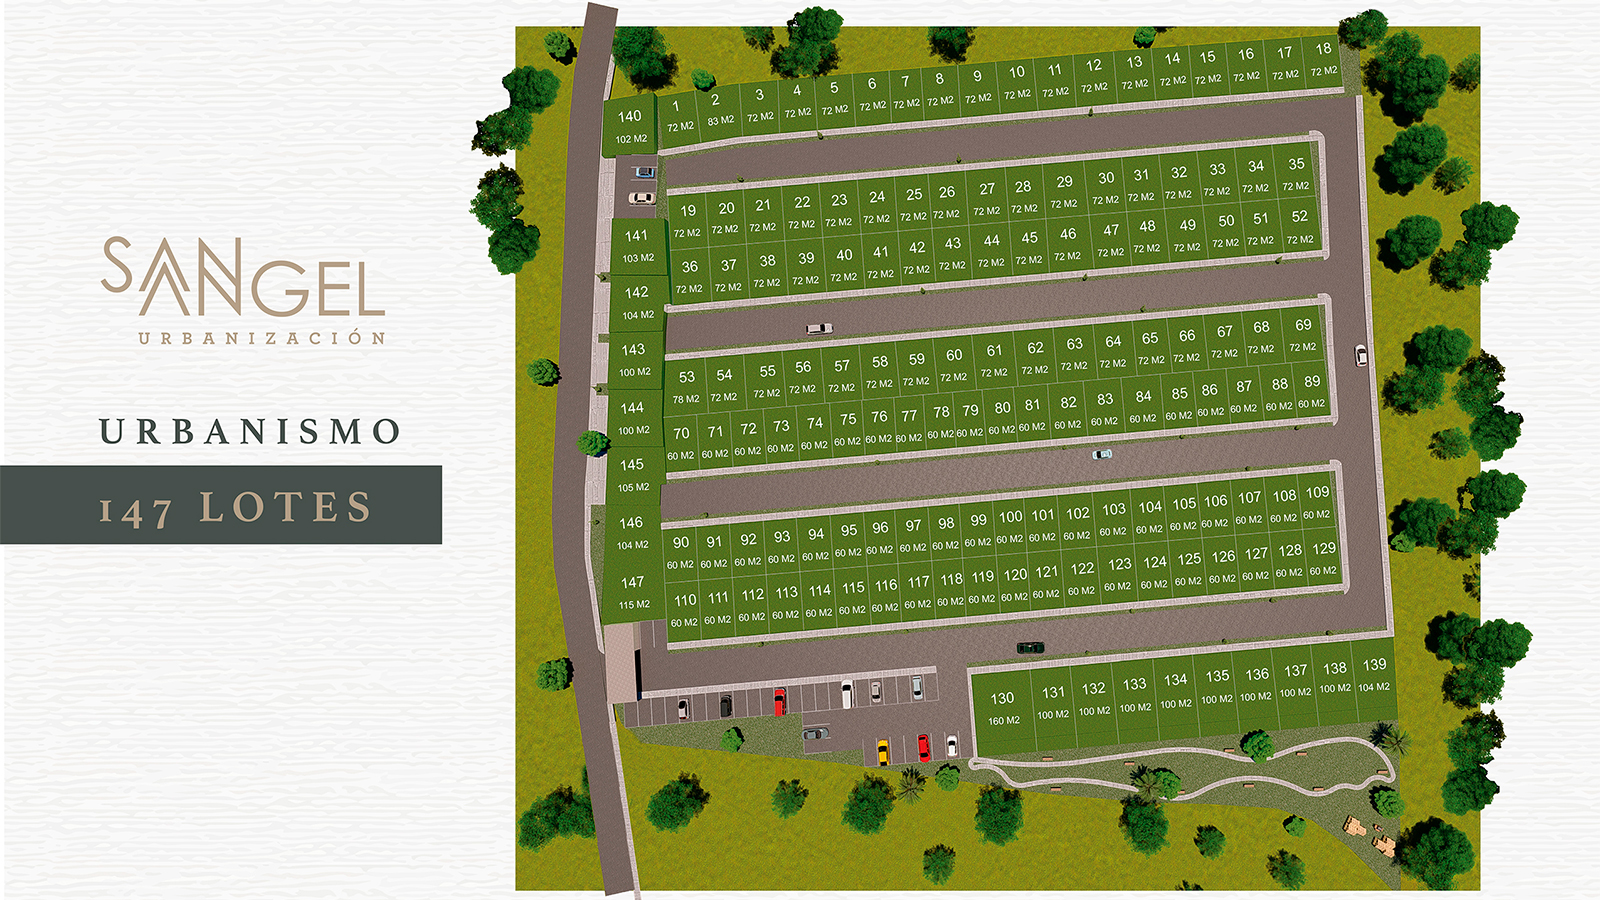 SANGEL
URBANIZACIÓN
URBANISMO
147 LOTES
140 1 2 3 4 5 6 7 8 9 10 11 12 13 14 15 16 17 18
102 M2 72 M2 83 M2 72 M2 72 M2 72 M2 72 M2 72 M2 72 M2 72 M2 72 M2 72 M2 72 M2 72 M2 72 M2 72 M2 72 M2 72 M2 72 M2
19 20 21 22 23 24 25 26 27 28 29 30 31 32 33 34 35
72 M2 72 M2 72 M2 72 M2 72 M2 72 M2 72 M2 72 M2 72 M2 72 M2 72 M2 72 M2 72 M2 72 M2 72 M2 72 M2 72 M2
141
103 M2
36 37 38 39 40 41 42 43 44 45 46 47 48 49 50 51 52
72 M2 72 M2 72 M2 72 M2 72 M2 72 M2 72 M2 72 M2 72 M2 72 M2 72 M2 72 M2 72 M2 72 M2 72 M2 72 M2 72 M2
142
104 M2
143
100 M2
53 54 55 56 57 58 59 60 61 62 63 64 65 66 67 68 69
78 M2 72 M2 72 M2 72 M2 72 M2 72 M2 72 M2 72 M2 72 M2 72 M2 72 M2 72 M2 72 M2 72 M2 72 M2 72 M2 72 M2
144
100 M2
70 71 72 73 74 75 76 77 78 79 80 81 82 83 84 85 86 87 88 89
60 M2 60 M2 60 M2 60 M2 60 M2 60 M2 60 M2 60 M2 60 M2 60 M2 60 M2 60 M2 60 M2 60 M2 60 M2 60 M2 60 M2 60 M2 60 M2 60 M2
145
105 M2
146
104 M2
90 91 92 93 94 95 96 97 98 99 100 101 102 103 104 105 106 107 108 109
60 M2 60 M2 60 M2 60 M2 60 M2 60 M2 60 M2 60 M2 60 M2 60 M2 60 M2 60 M2 60 M2 60 M2 60 M2 60 M2 60 M2 60 M2 60 M2 60 M2
147
115 M2
110 111 112 113 114 115 116 117 118 119 120 121 122 123 124 125 126 127 128 129
60 M2 60 M2 60 M2 60 M2 60 M2 60 M2 60 M2 60 M2 60 M2 60 M2 60 M2 60 M2 60 M2 60 M2 60 M2 60 M2 60 M2 60 M2 60 M2 60 M2
130 131 132 133 134 135 136 137 138 139
160 M2 100 M2 100 M2 100 M2 100 M2 100 M2 100 M2 100 M2 100 M2 104 M2